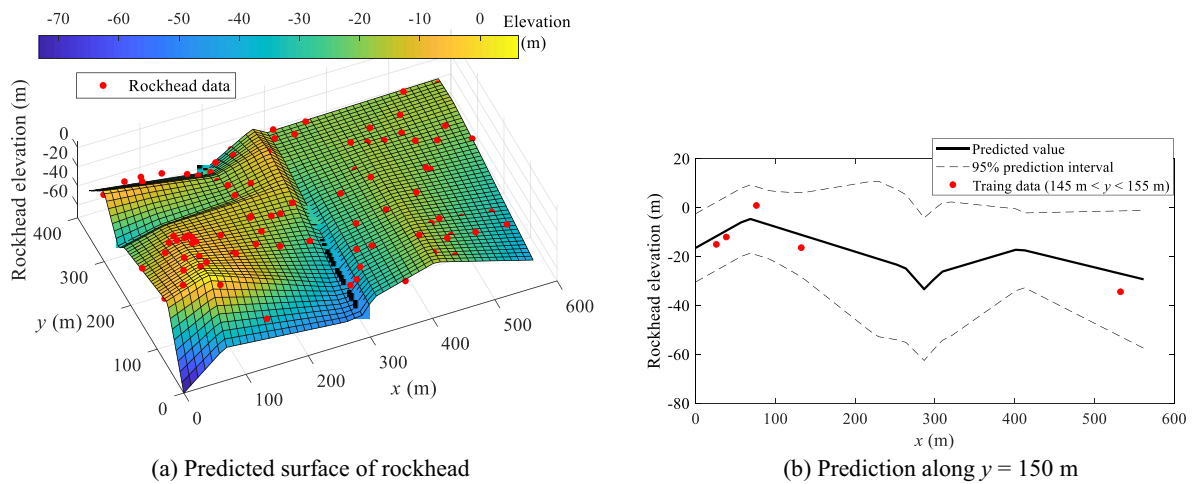 -70 -60 -50 -40 -30 -20 -10 0 Elevation
(m)
Rockhead data
Rockhead elevation (m)
0
-20
-40
-60
400
300
200
100
0
y (m)
0
100
200
300
400
500
600
x (m)
(a) Predicted surface of rockhead
Predicted value
95% prediction interval
Traing data (145 m < y < 155 m)
Rockhead elevation (m)
20
0
-20
-40
-60
-80
0 100 200 300 400 500 600
x (m)
(b) Prediction along y = 150 m